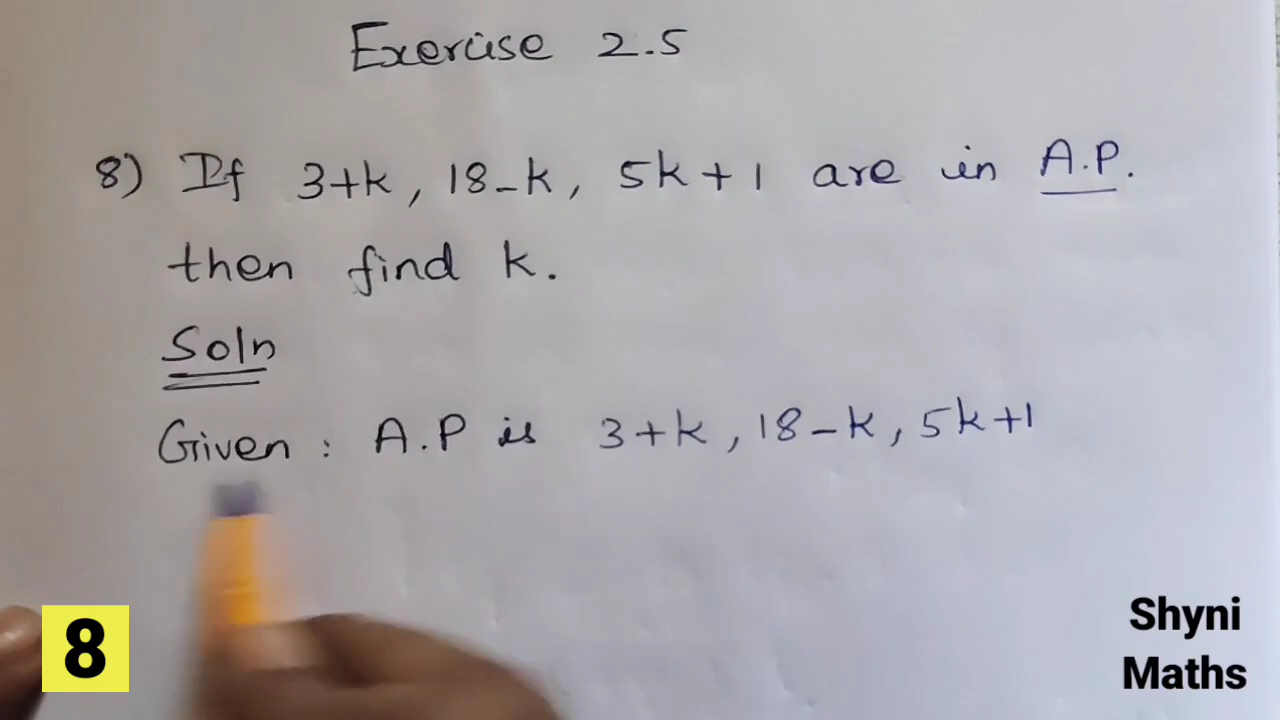 Exercise 2.5
8) If 3+k, 18-k, 5k+1 are in A.P.
then find k.
Soln
Given: A.P is 3+k, 18-k, 5k+1
8
Shyni
Maths